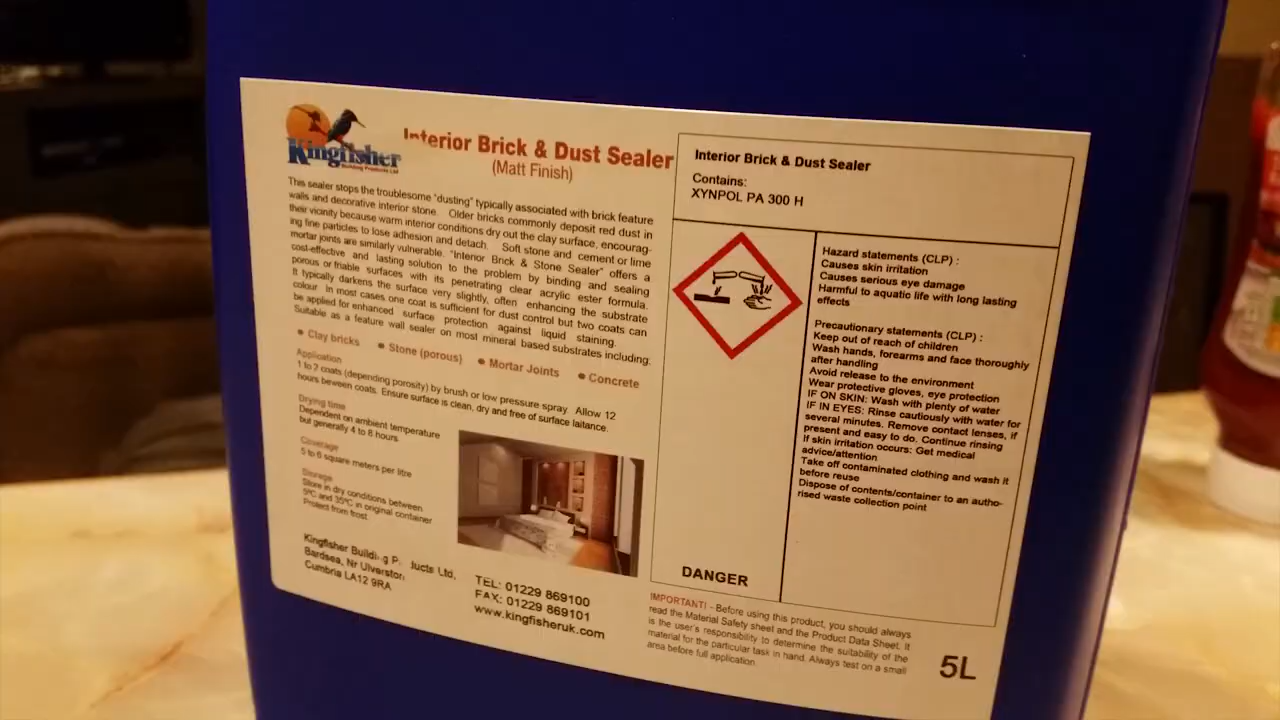 Kingfisher
Building Products Ltd
Interior Brick & Dust Sealer
(Matt Finish)
This sealer stops the troublesome "dusting" typically associated with brick feature
walls and decorative interior stone. Older bricks commonly deposit red dust in
their vicinity because warm interior conditions dry out the clay surface, encourag-
ing fine particles to lose adhesion and detach. Soft stone and cement or lime
mortar joints are similarly vulnerable. "Interior Brick & Stone Sealer" offers a
cost-effective and lasting solution to the problem by binding and sealing
porous or friable surfaces with its penetrating clear acrylic ester formula.
It typically darkens the surface very slightly, often enhancing the substrate
colour. In most cases one coat is sufficient for dust control but two coats can
be applied for enhanced surface protection against liquid staining.
Suitable as a feature wall sealer on most mineral based substrates including:
• Clay bricks • Stone (porous) • Mortar Joints • Concrete
Application
1 to 2 coats (depending porosity) by brush or low pressure spray. Allow 12
hours beween coats. Ensure surface is clean, dry and free of surface laitance.
Drying time
Dependent on ambient temperature
but generally 4 to 8 hours.
Coverage
5 to 6 square meters per litre
Storage
Store in dry conditions between
5ºC and 35ºC in original container
Protect from frost.
Kingfisher Building P ducts Ltd,
Bardsea, Nr Ulverston
Cumbria LA12 9RA
TEL: 01229 869100
FAX: 01229 869101
www.kingfisheruk.com
Interior Brick & Dust Sealer
Contains:
XYNPOL PA 300 H
DANGER
Hazard statements (CLP) :
Causes skin irritation
Causes serious eye damage
Harmful to aquatic life with long lasting
effects
Precautionary statements (CLP) :
Keep out of reach of children
Wash hands, forearms and face thoroughly
after handling
Avoid release to the environment
Wear protective gloves, eye protection
IF ON SKIN: Wash with plenty of water
IF IN EYES: Rinse cautiously with water for
several minutes. Remove contact lenses, if
present and easy to do. Continue rinsing
If skin irritation occurs: Get medical
advice/attention
Take off contaminated clothing and wash it
before reuse
Dispose of contents/container to an autho-
rised waste collection point
IMPORTANT! - Before using this product, you should always
read the Material Safety sheet and the Product Data Sheet. It
is the user's responsibility to determine the suitability of the
material for the particular task in hand. Always test on a small
area before full application.
5L